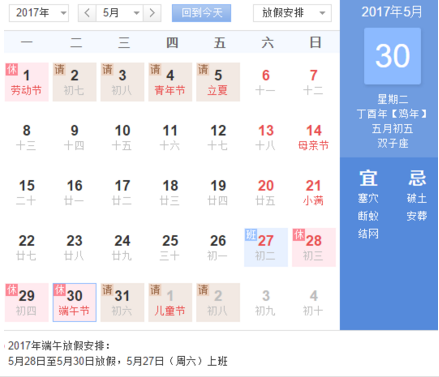 2017年 5月 回到今天 放假安排
一 二 三 四 五 六 日
休 请 请 请 请
1 2 3 4 5 6 7
劳动节 初七 初八 青年节 立夏 十一 十二
8 9 10 11 12 13 14
十三 十四 十五 十六 十七 十八 母亲节
15 16 17 18 19 20 21
二十 廿一 廿二 廿三 廿四 廿五 小满
班 休
22 23 24 25 26 27 28
廿七 廿八 廿九 三十 初一 初二 初三
休 休 请 请 请
29 30 31 1 2 3 4
初四 端午节 初六 儿童节 初八 初九 初十
2017年端午放假安排:
5月28日至5月30日放假，5月27日（周六）上班
2017年5月
30
星期二
丁酉年【鸡年】
五月初五
双子座
宜 忌
塞穴 破土
断蚁 安葬
结网